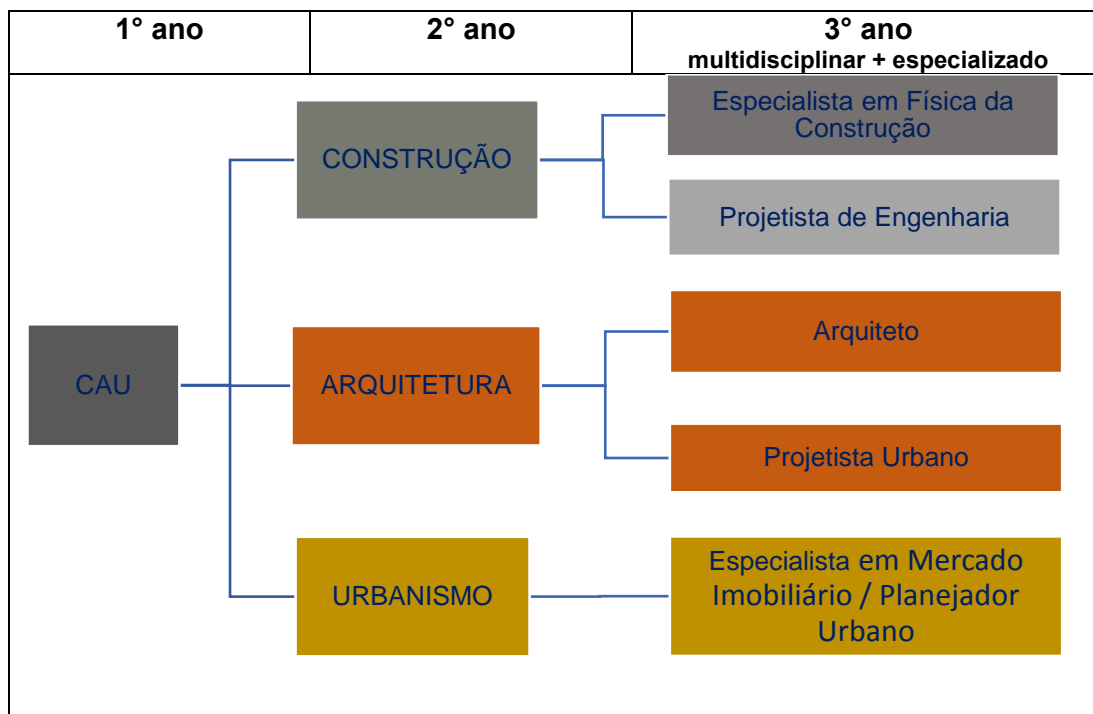 1° ano
2° ano
3° ano
multidisciplinar + especializado
CAU
CONSTRUÇÃO
Especialista em Física da
Construção
Projetista de Engenharia
ARQUITETURA
Arquiteto
Projetista Urbano
URBANISMO
Especialista em Mercado
Imobiliário / Planejador
Urbano